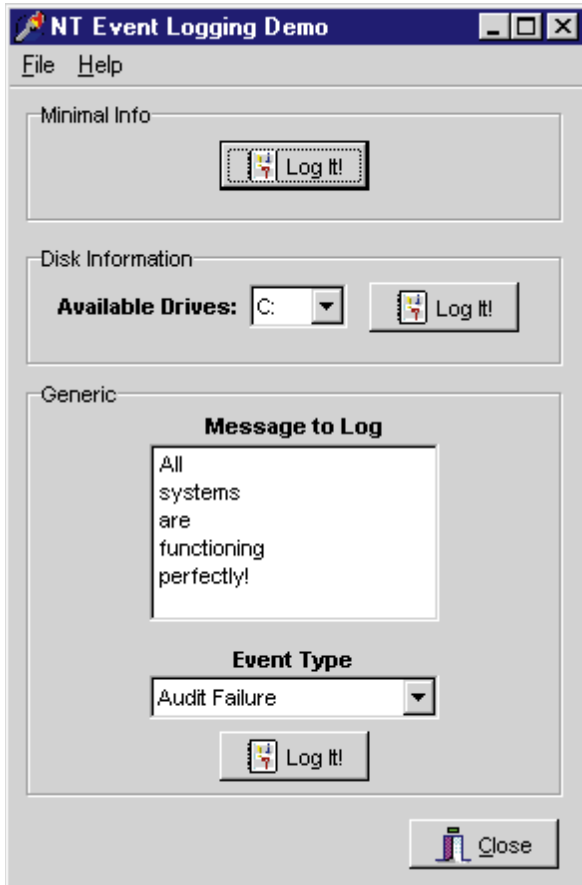 NT Event Logging Demo
File Help
Minimal Info
Log It!
Disk Information
Available Drives: C: Log It!
Generic
Message to Log
All
systems
are
functioning
perfectly!
Event Type
Audit Failure
Log It!
Close